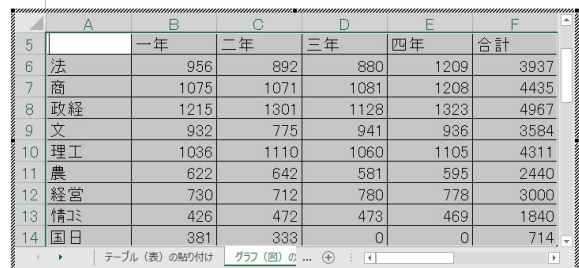 A B C D E F
5 一年 二年 三年 四年 合計
6 法 956 892 880 1209 3937
7 商 1075 1071 1081 1208 4435
8 政経 1215 1301 1128 1323 4967
9 文 932 775 941 936 3584
10 理工 1036 1110 1060 1105 4311
11 農 622 642 581 595 2440
12 経営 730 712 780 778 3000
13 情コミ 426 472 473 469 1840
14 国日 381 333 0 0 714
テーブル（表）の貼り付け グラフ（図）の ...